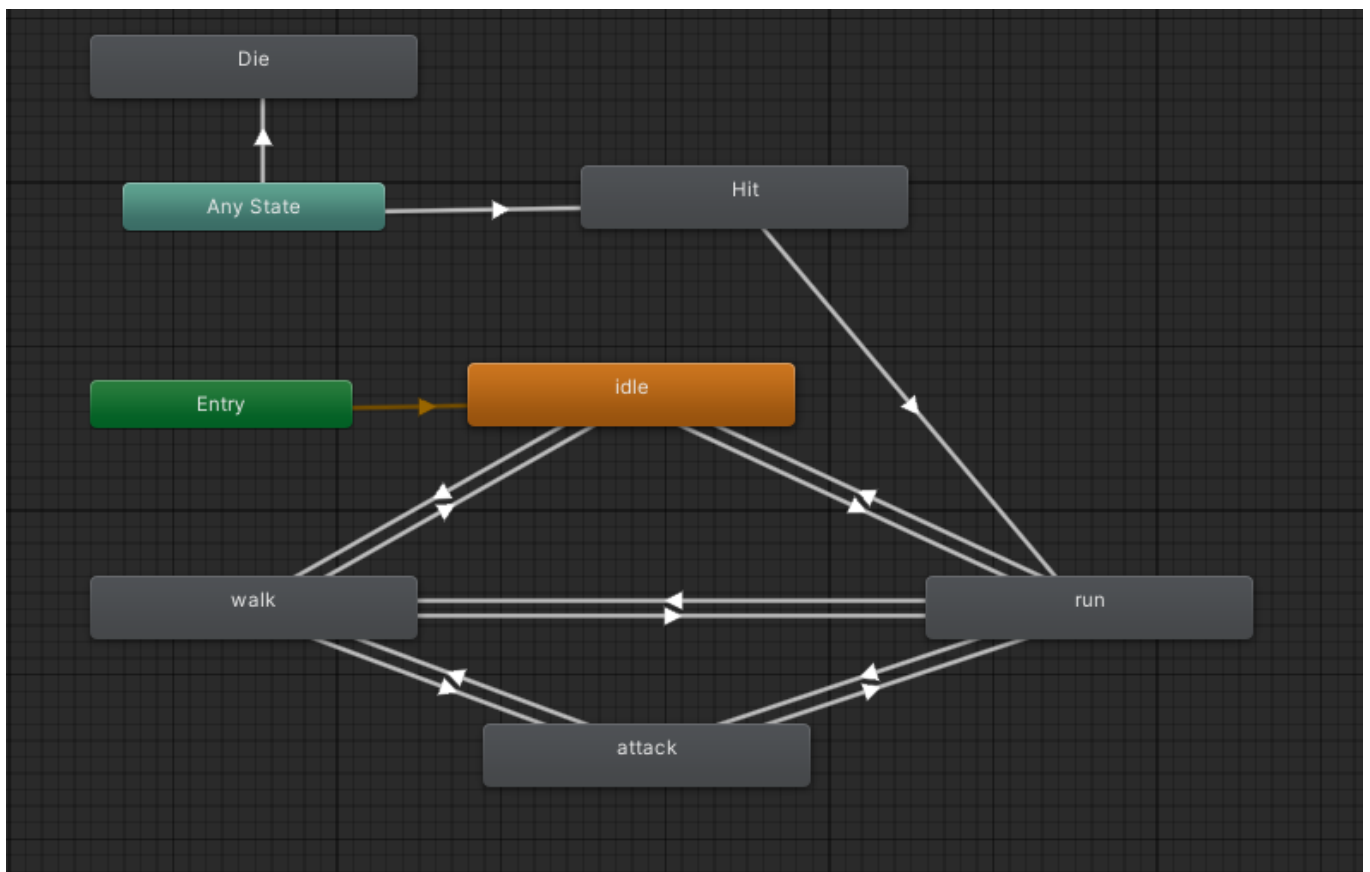 Die
Any State
Hit
Entry
idle
walk
run
attack